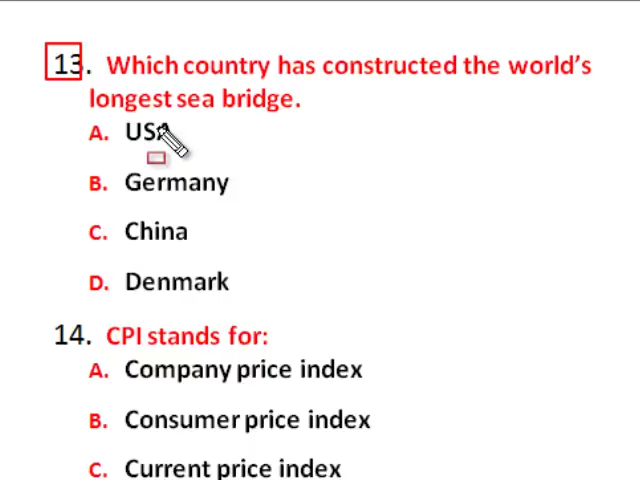 13. Which country has constructed the world's
longest sea bridge.
A. USA
B. Germany
C. China
D. Denmark
14. CPI stands for:
A. Company price index
B. Consumer price index
C. Current price index